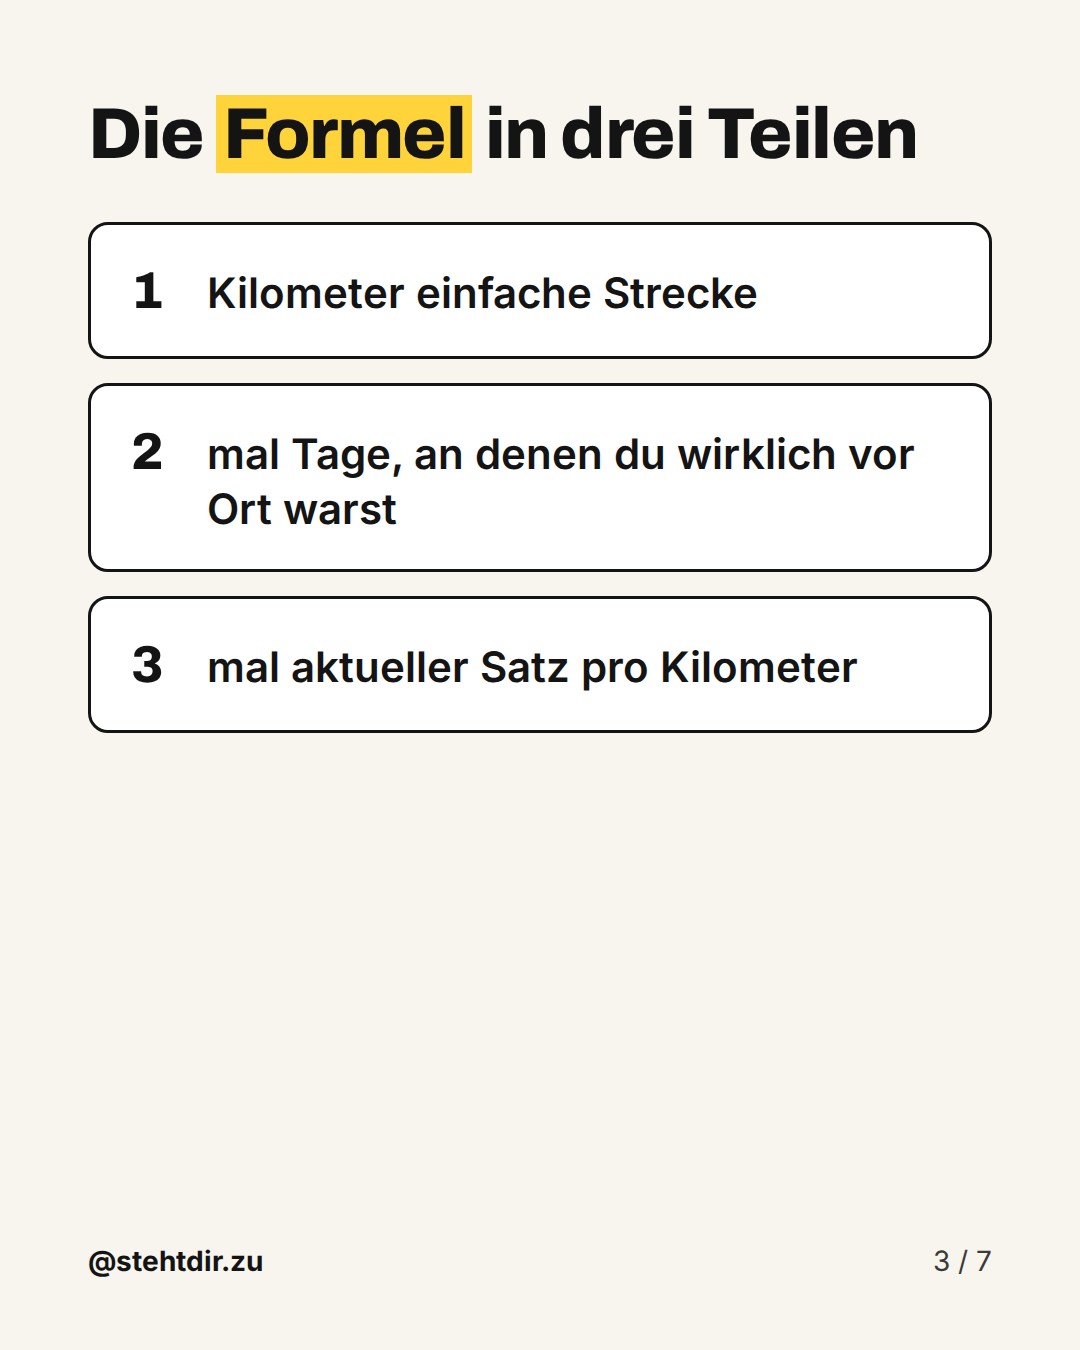 Die Formel in drei Teilen
1 Kilometer einfache Strecke
2 mal Tage, an denen du wirklich vor
Ort warst
3 mal aktueller Satz pro Kilometer
@stehtdir.zu
3 / 7